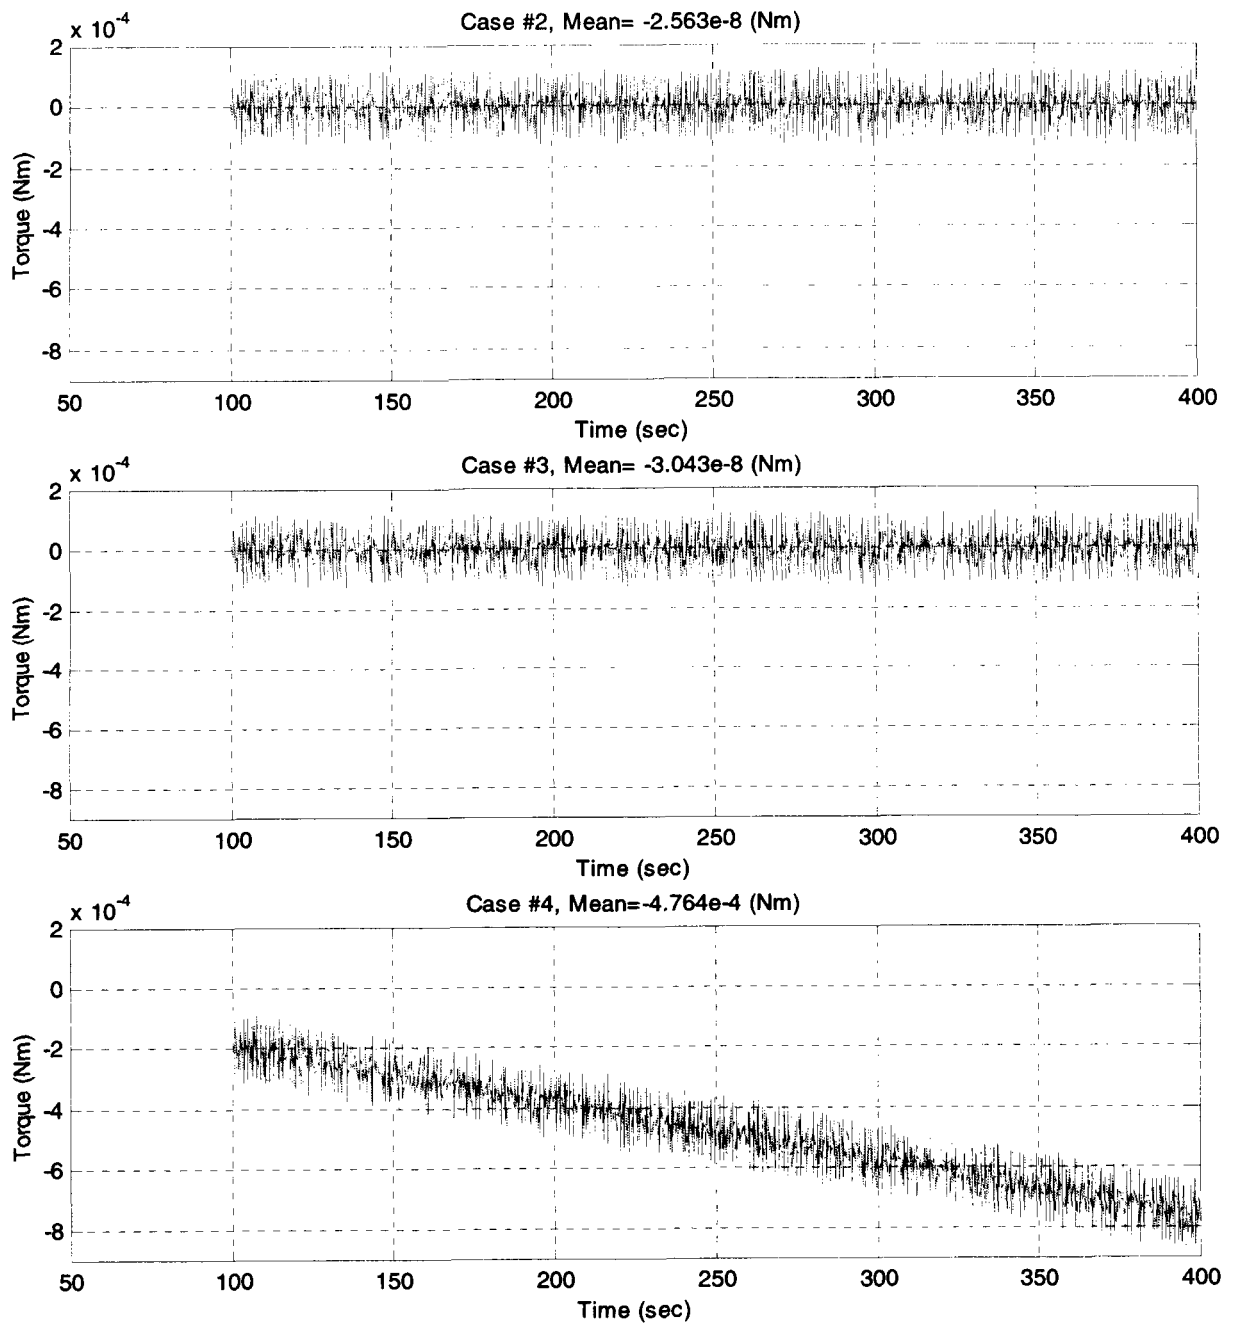 x 10-4
Case #2, Mean= -2.563e-8 (Nm)
2
0
-2
-4
-6
-8
Torque (Nm)
50 100 150 200 250 300 350 400
Time (sec)
x 10-4
Case #3, Mean= -3.043e-8 (Nm)
2
0
-2
-4
-6
-8
Torque (Nm)
50 100 150 200 250 300 350 400
Time (sec)
x 10-4
Case #4, Mean=-4.764e-4 (Nm)
2
0
-2
-4
-6
-8
Torque (Nm)
50 100 150 200 250 300 350 400
Time (sec)